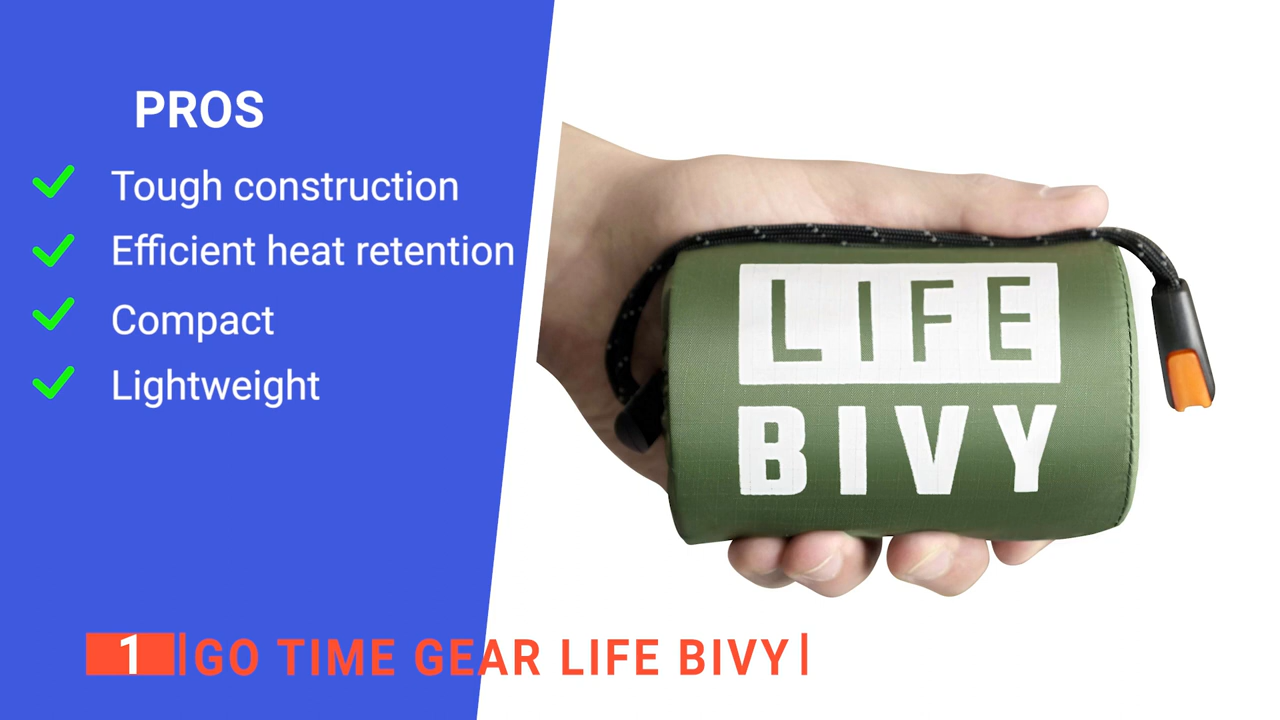 PROS
Tough construction
Efficient heat retention
Compact
Lightweight
LIFE
BIVY
1 GO TIME GEAR LIFE BIVY